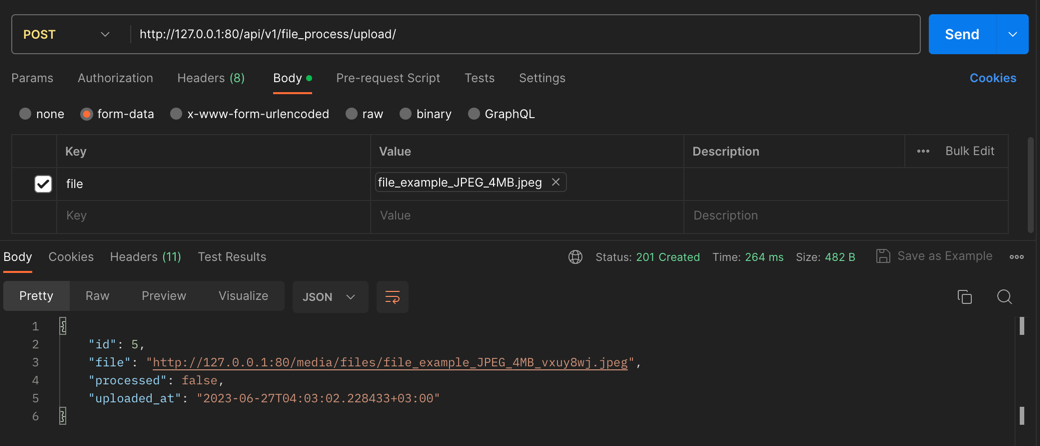 POST http://127.0.0.1:80/api/v1/file_process/upload/ Send
Params Authorization Headers (8) Body Pre-request Script Tests Settings Cookies
none form-data x-www-form-urlencoded raw binary GraphQL
Key Value Description ••• Bulk Edit
file file_example_JPEG_4MB.jpeg
Key Value Description
Body Cookies Headers (11) Test Results Status: 201 Created Time: 264 ms Size: 482 B Save as Example
Pretty Raw Preview Visualize JSON
1 {
2 "id": 5,
3 "file": "http://127.0.0.1:80/media/files/file_example_JPEG_4MB_vxuy8wj.jpeg",
4 "processed": false,
5 "uploaded_at": "2023-06-27T04:03:02.228433+03:00"
6 }